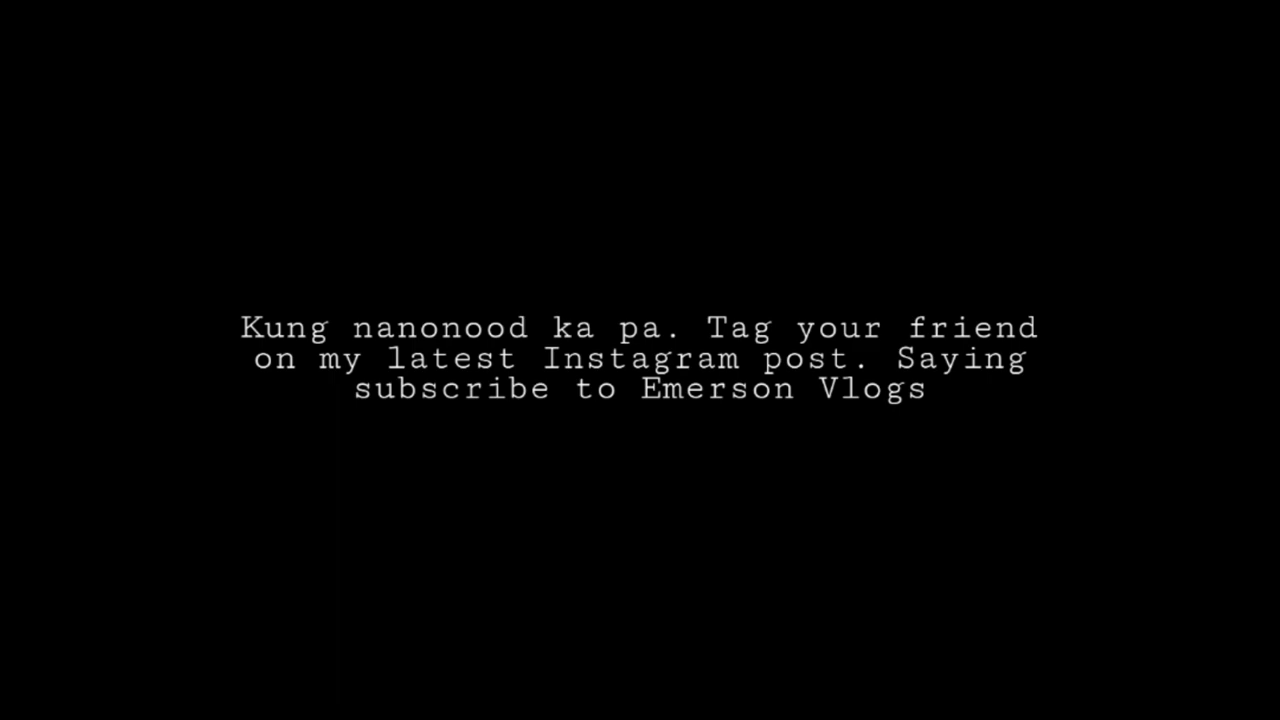 Kung nanonood ka pa. Tag your friend
on my latest Instagram post. Saying
subscribe to Emerson Vlogs